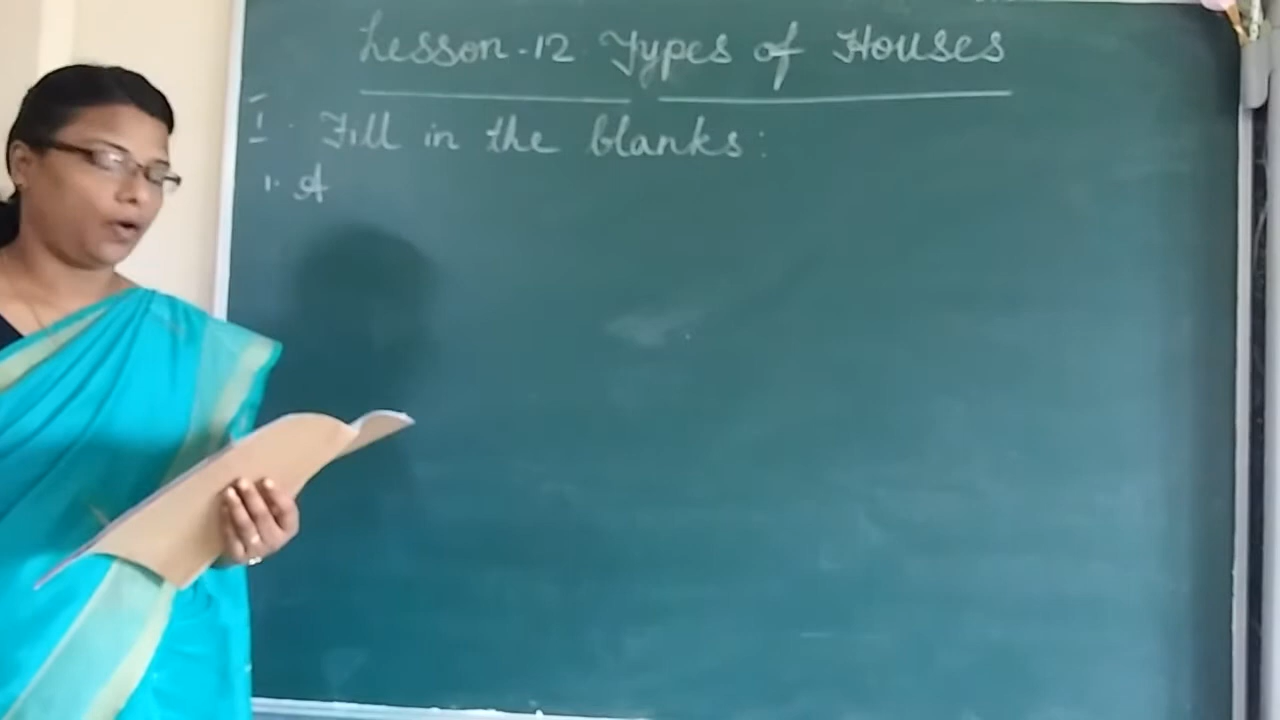 Lesson-12 Types of Houses
I. Fill in the blanks:
1. A